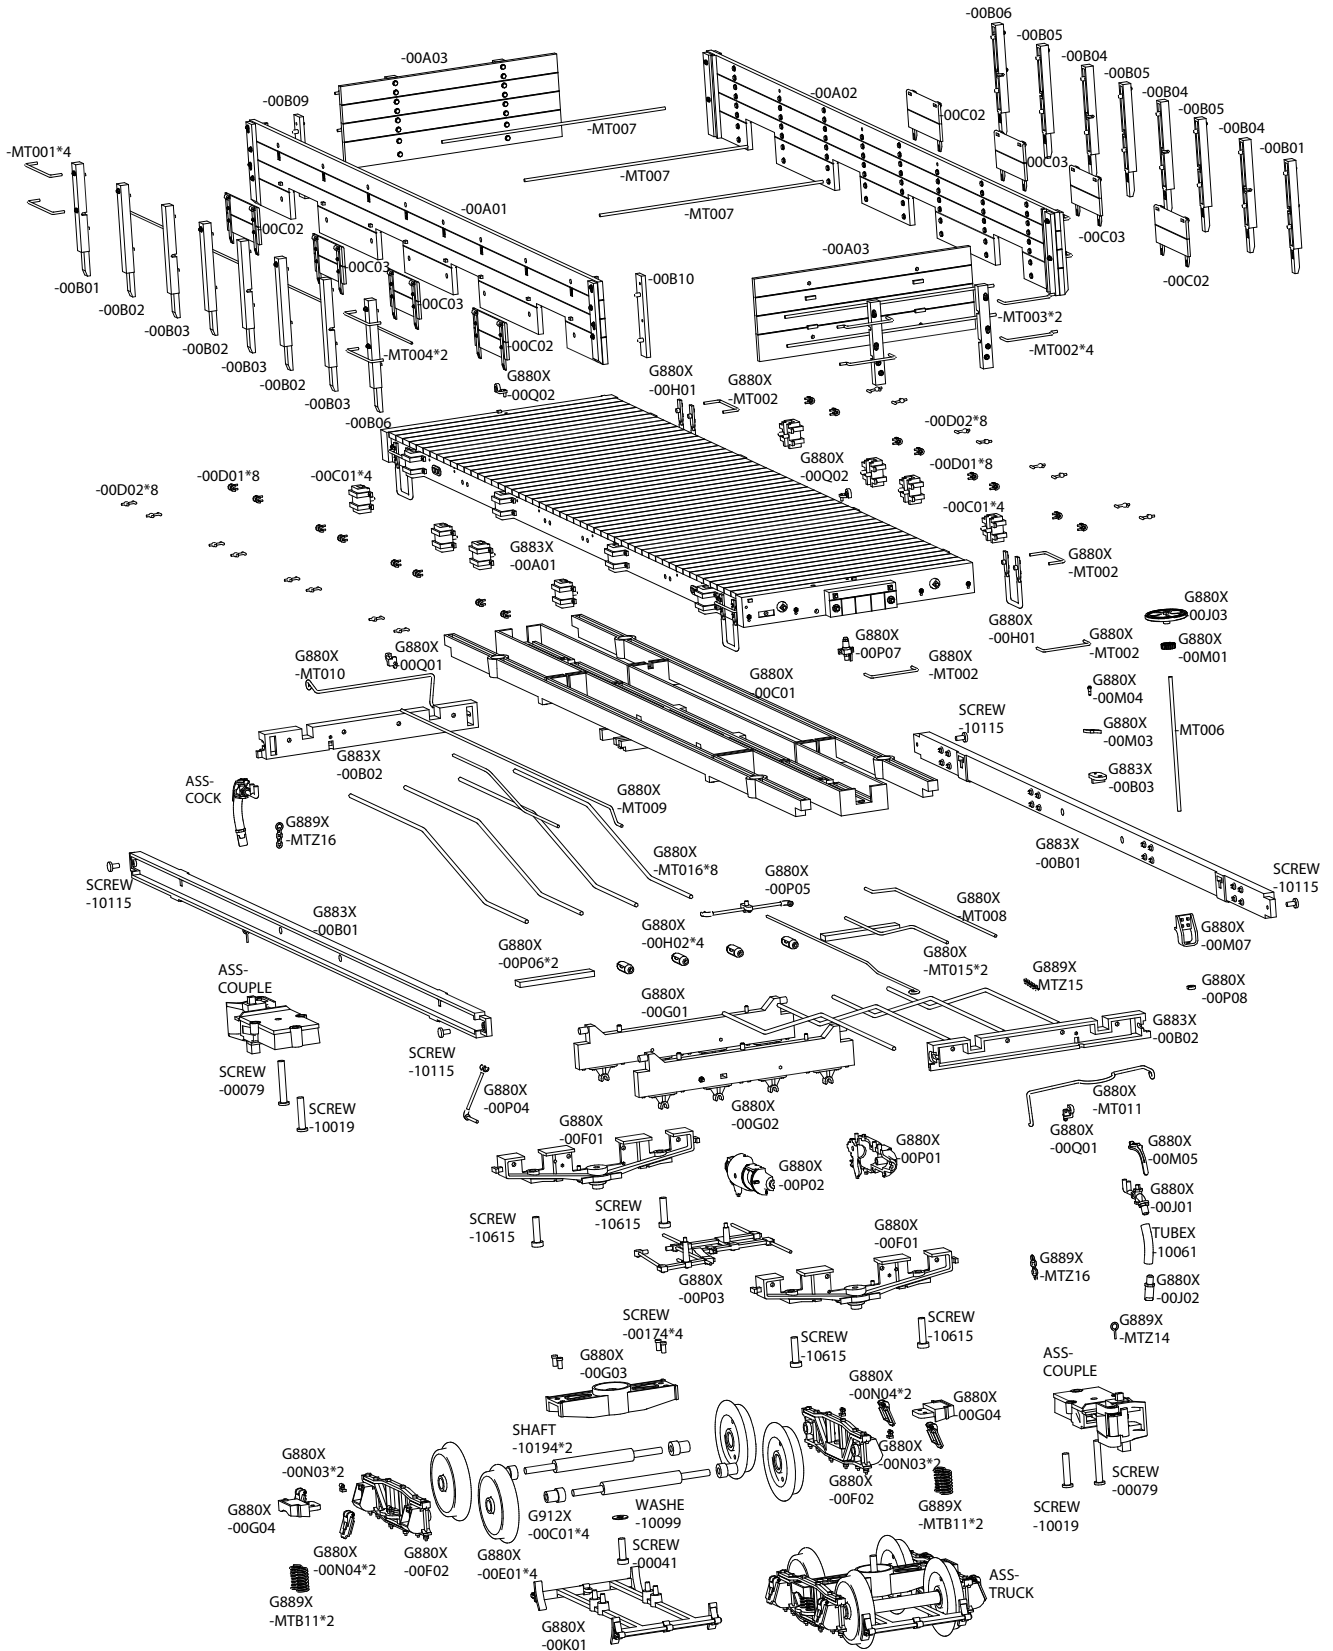 -00B06
-00B05
-00B04
-00B05
-00B04
-00B05
-00B04
-00B01
-00A03
-00A02
-00B09
-MT007
-00C02
-MT001*4
-00C03
-MT007
-00A01
-MT007
-00C02
-00C03
-00C02
-00A03
-00C03
-00B01
-00B02
-00B03
-00B02
-00B03
-00B02
-00B03
-00B06
-00C03
-00B10
-MT003*2
-MT004*2
-00C02
-MT002*4
G880X
-00Q02
G880X
-00H01
G880X
-MT002
-00D02*8
G880X
-00Q02
-00D01*8
-00C01*4
-00D02*8
-00D01*8
-00C01*4
G883X
-00A01
G880X
-MT002
G880X
-00H01
G880X
-00J03
G880X
-MT002
G880X
-00M01
G880X
-00P07
G880X
-MT002
G880X
-MT010
G880X
-00Q01
G880X
00C01
G880X
-00M04
SCREW
-10115
G880X
-00M03
-MT006
G883X
-00B02
G883X
-00B03
ASS-
COCK
G880X
-MT009
G889X
-MTZ16
G883X
-00B01
G880X
-MT016*8
SCREW
-10115
G880X
-00P05
SCREW
-10115
G883X
-00B01
G880X
-MT008
G880X
-00M07
G880X
-00H02*4
G880X
-00P06*2
G880X
-MT015*2
G889X
-MTZ15
ASS-
COUPLE
G880X
-00P08
G880X
-00G01
G883X
-00B02
SCREW
-10115
SCREW
-00079
G880X
-00P04
SCREW
-10019
G880X
-00G02
G880X
-MT011
G880X
-00F01
G880X
-00Q01
G880X
-00P01
G880X
-00M05
G880X
-00P02
G880X
-00J01
SCREW
-10615
SCREW
-10615
G880X
-00F01
TUBEX
-10061
G880X
-00P03
G889X
-MTZ16
G880X
-00J02
SCREW
-00174*4
SCREW
-10615
SCREW
-10615
G889X
-MTZ14
G880X
-00G03
ASS-
COUPLE
G880X
-00N04*2
G880X
00G04
SHAFT
-10194*2
G880X
-00N03*2
G880X
-00N03*2
G880X
-00F02
G880X
-00G04
G912X
-00C01*4
WASHE
-10099
G889X
-MTB11*2
SCREW
-00079
SCREW
-10019
G880X
-00N04*2
G880X
-00F02
G880X
-00E01*4
SCREW
-00041
G889X
-MTB11*2
ASS-
TRUCK
G880X
-00K01